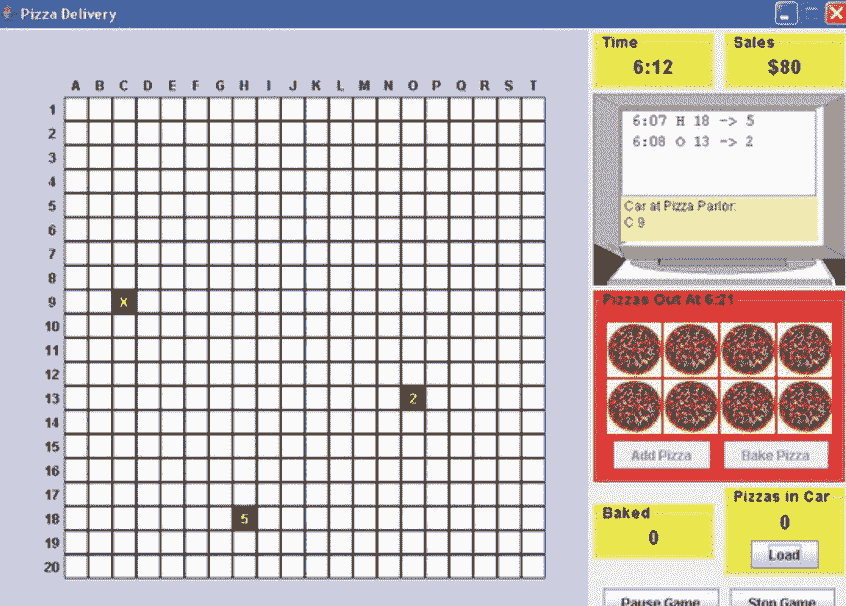 Pizza Delivery
Time
6:12
Sales
$80
6:07 H 18 -> 5
6:08 O 13 -> 2
Car at Pizza Parlor:
C 9
A B C D E F G H I J K L M N O P Q R S T
1
2
3
4
5
6
7
8
9 X
10
11
12
13 2
14
15
16
17
18 5
19
20
Pizzas Out At 6:21
Add Pizza
Bake Pizza
Baked
0
Pizzas in Car
0
Load
Pause Game
Stop Game